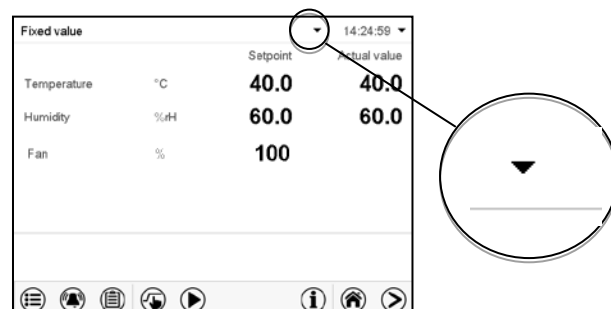 Fixed value 14:24:59
Setpoint Actual value
Temperature °C 40.0 40.0
Humidity %rH 60.0 60.0
Fan % 100